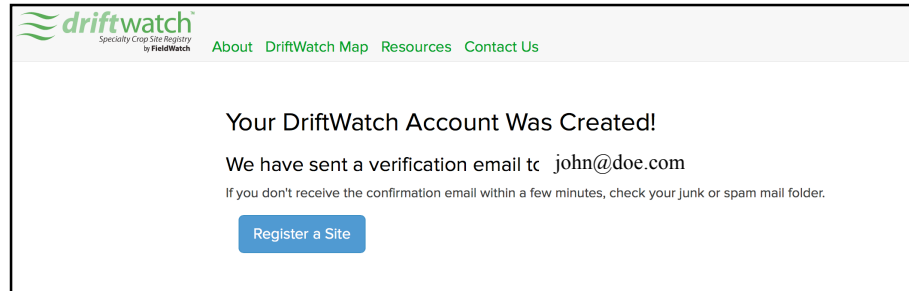 driftwatch
Specialty Crop Site Registry
by FieldWatch
About DriftWatch Map Resources Contact Us
Your DriftWatch Account Was Created!
We have sent a verification email to john@doe.com
If you don't receive the confirmation email within a few minutes, check your junk or spam mail folder.
Register a Site